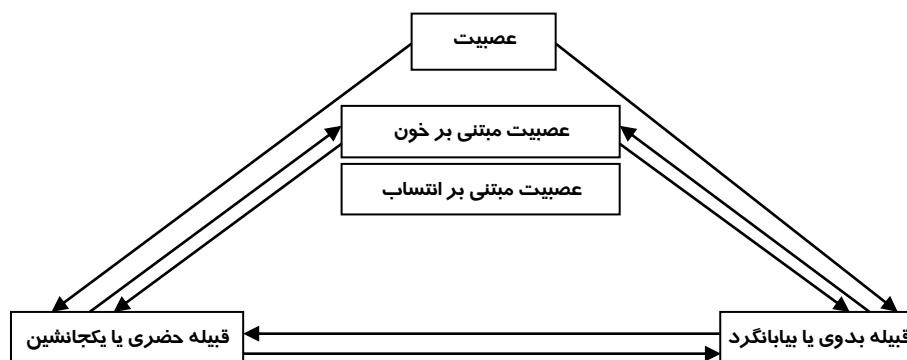 عصبیت
عصبیت مبتنی بر خون
عصبیت مبتنی بر انتساب
قبیله بدوی یا بیابانگرد
قبیله حضری یا یکجانشین